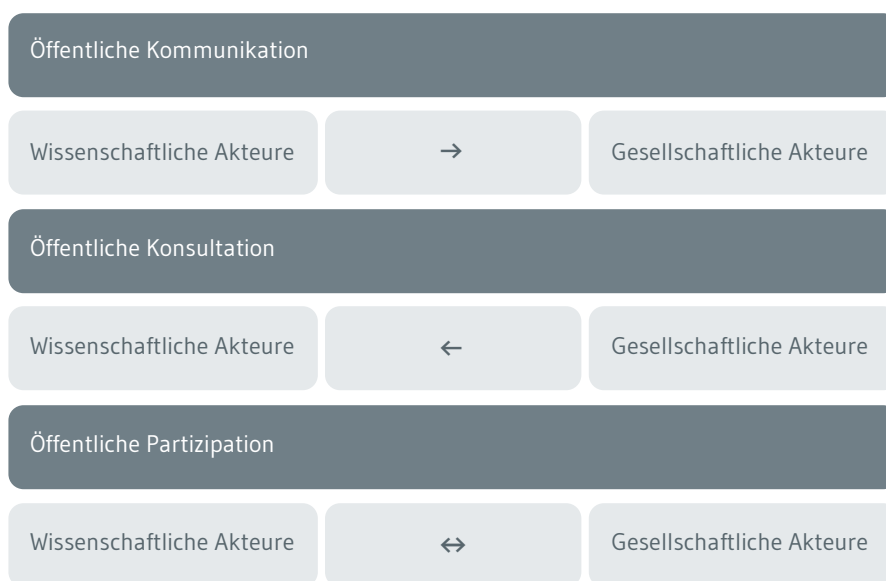 Öffentliche Kommunikation
Wissenschaftliche Akteure → Gesellschaftliche Akteure
Öffentliche Konsultation
Wissenschaftliche Akteure ← Gesellschaftliche Akteure
Öffentliche Partizipation
Wissenschaftliche Akteure ↔ Gesellschaftliche Akteure